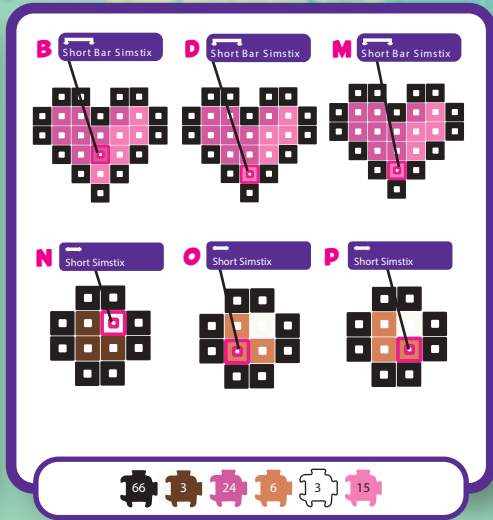 B
Short Bar Simstix
D
Short Bar Simstix
M
Short Bar Simstix
N
Short Simstix
O
Short Simstix
P
Short Simstix
66 3 24 6 3 15